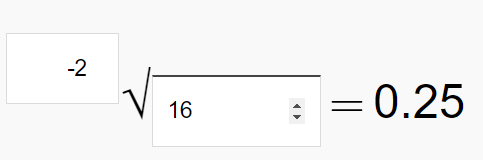 -2 √ 16 = 0.25